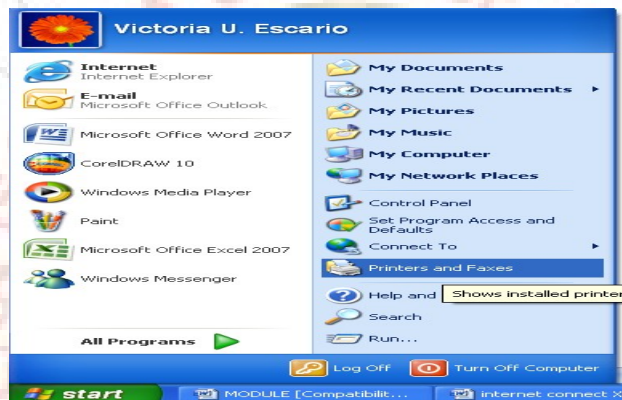 Victoria U. Escario
Internet
Internet Explorer
E-mail
Microsoft Office Outlook
Microsoft Office Word 2007
CorelDRAW 10
Windows Media Player
Paint
Microsoft Office Excel 2007
Windows Messenger
All Programs
My Documents
My Recent Documents
My Pictures
My Music
My Computer
My Network Places
Control Panel
Set Program Access and
Defaults
Connect To
Printers and Faxes
Help and
Shows installed printer
Search
Run...
Log Off
Turn Off Computer
start
MODULE [Compatibilit...
internet connect